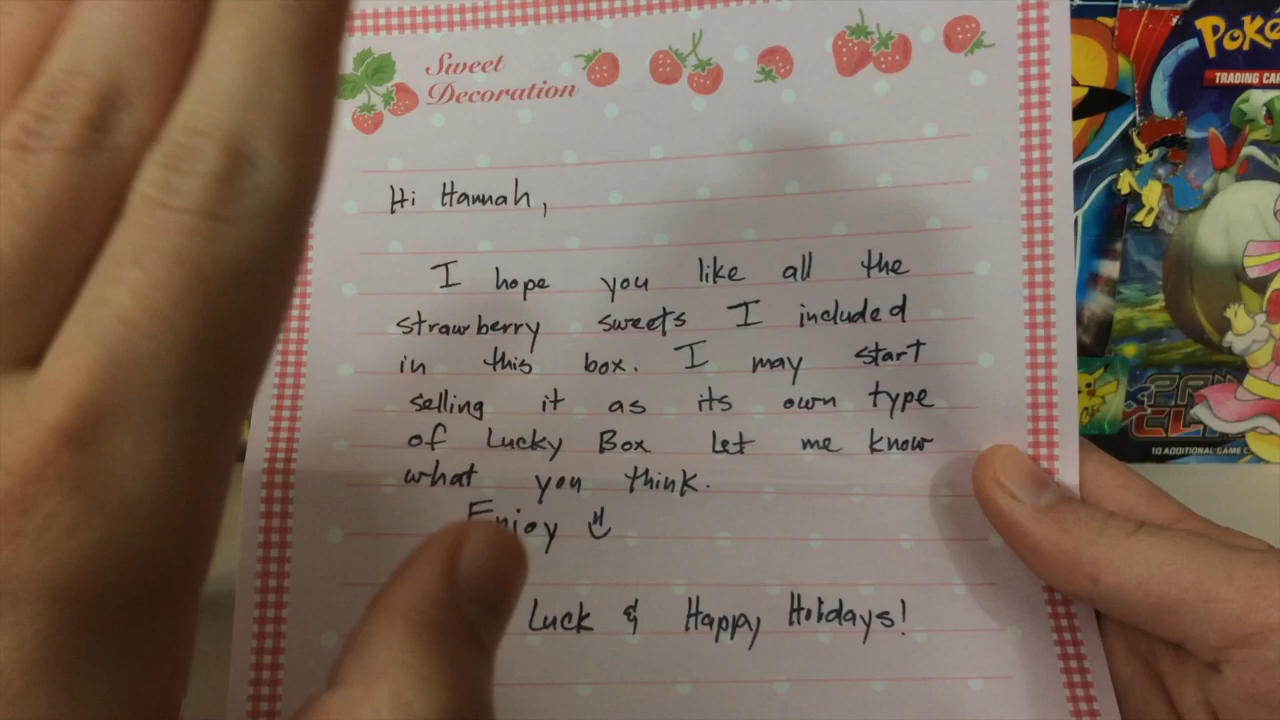 Sweet
Decoration
Hi Hannah,
I hope you like all the
strawberry sweets I included
in this box. I may start
selling it as its own type
of Lucky Box Let me know
what you think.
Enjoy
Luck & Happy Holidays!
POKé
TRADING CAR
10 ADDITIONAL GAME C